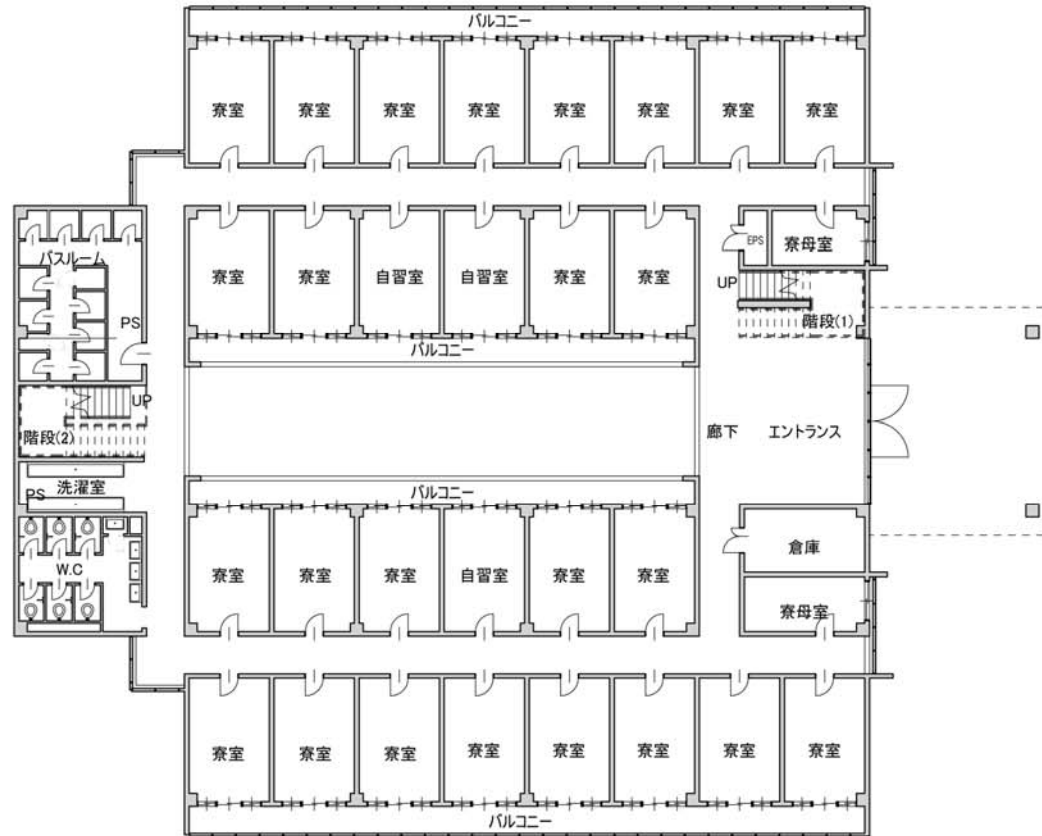 バルコニー
寮室 寮室 寮室 寮室 寮室 寮室 寮室 寮室
バスルーム
寮室 寮室 自習室 自習室 寮室 寮室
EPS
寮母室
UP
PS
階段(1)
バルコニー
UP
階段(2)
廊下 エントランス
洗濯室
PS
バルコニー
W.C
寮室 寮室 寮室 自習室 寮室 寮室
倉庫
寮母室
寮室 寮室 寮室 寮室 寮室 寮室 寮室 寮室
バルコニー